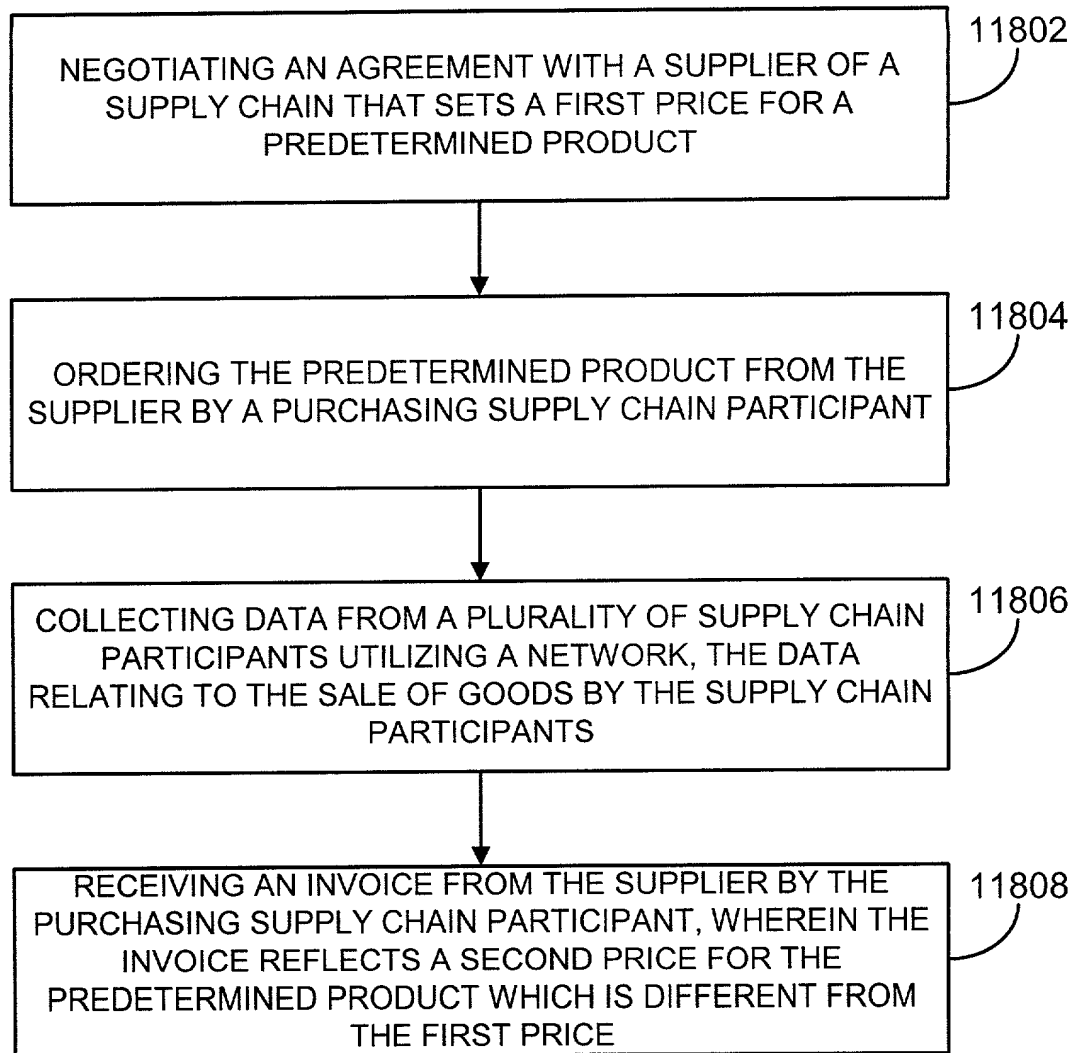 11802
NEGOTIATING AN AGREEMENT WITH A SUPPLIER OF A
SUPPLY CHAIN THAT SETS A FIRST PRICE FOR A
PREDETERMINED PRODUCT
11804
ORDERING THE PREDETERMINED PRODUCT FROM THE
SUPPLIER BY A PURCHASING SUPPLY CHAIN PARTICIPANT
11806
COLLECTING DATA FROM A PLURALITY OF SUPPLY CHAIN
PARTICIPANTS UTILIZING A NETWORK, THE DATA
RELATING TO THE SALE OF GOODS BY THE SUPPLY CHAIN
PARTICIPANTS
11808
RECEIVING AN INVOICE FROM THE SUPPLIER BY THE
PURCHASING SUPPLY CHAIN PARTICIPANT, WHEREIN THE
INVOICE REFLECTS A SECOND PRICE FOR THE
PREDETERMINED PRODUCT WHICH IS DIFFERENT FROM
THE FIRST PRICE